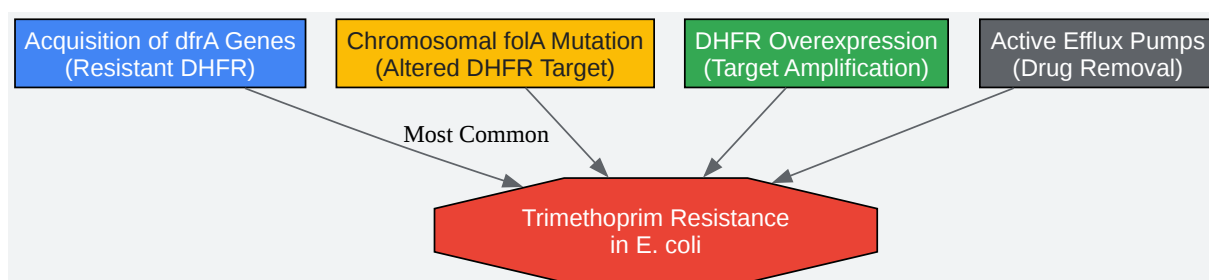 Acquisition of dfrA Genes
(Resistant DHFR)
Chromosomal folA Mutation
(Altered DHFR Target)
DHFR Overexpression
(Target Amplification)
Active Efflux Pumps
(Drug Removal)
Most Common
Trimethoprim Resistance
in E. coli